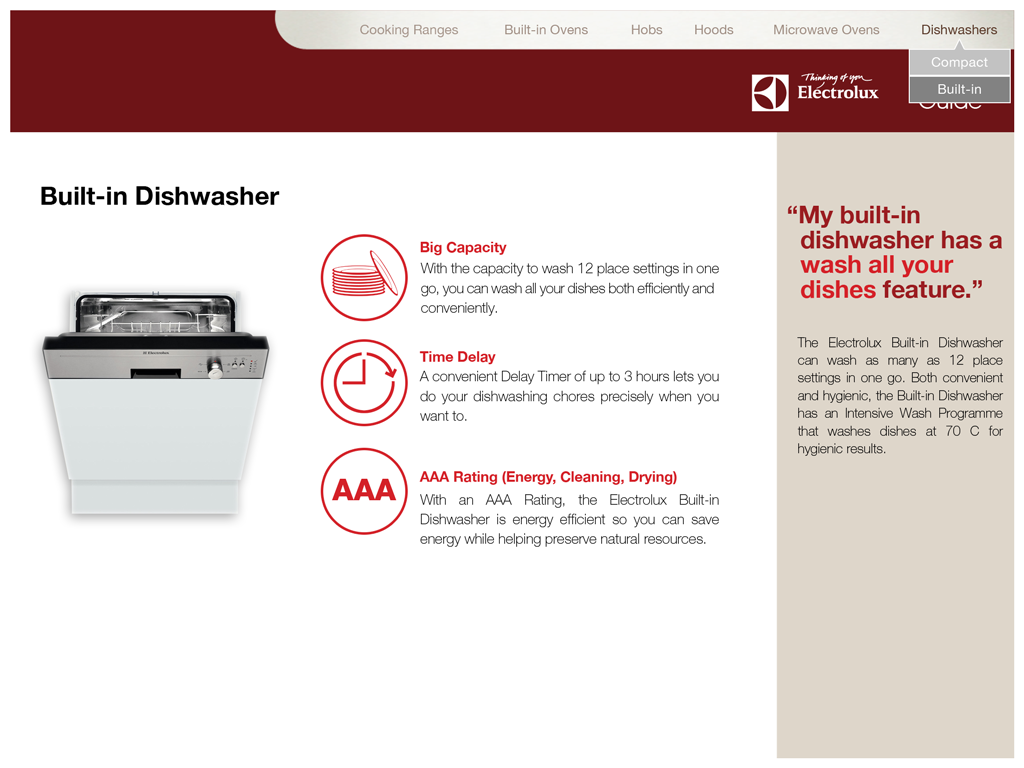 Cooking Ranges Built-in Ovens Hobs Hoods Microwave Ovens Dishwashers
Compact
Built-in
Thinking of you
Electrolux
Guide
Built-in Dishwasher
Big Capacity
With the capacity to wash 12 place settings in one
go, you can wash all your dishes both efficiently and
conveniently.
Time Delay
A convenient Delay Timer of up to 3 hours lets you
do your dishwashing chores precisely when you
want to.
AAA
AAA Rating (Energy, Cleaning, Drying)
With an AAA Rating, the Electrolux Built-in
Dishwasher is energy efficient so you can save
energy while helping preserve natural resources.
Electrolux
“My built-in
dishwasher has a
wash all your
dishes feature.”
The Electrolux Built-in Dishwasher
can wash as many as 12 place
settings in one go. Both convenient
and hygienic, the Built-in Dishwasher
has an Intensive Wash Programme
that washes dishes at 70 C for
hygienic results.